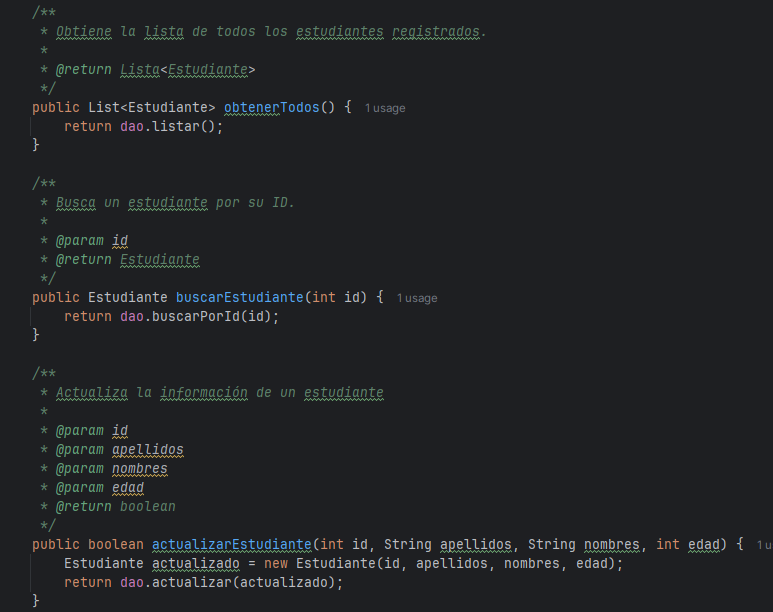 /**
 * Obtiene la lista de todos los estudiantes registrados.
 *
 * @return Lista<Estudiante>
 */
public List<Estudiante> obtenerTodos() { 1 usage
    return dao.listar();
}

/**
 * Busca un estudiante por su ID.
 *
 * @param id
 * @return Estudiante
 */
public Estudiante buscarEstudiante(int id) { 1 usage
    return dao.buscarPorId(id);
}

/**
 * Actualiza la información de un estudiante
 *
 * @param id
 * @param apellidos
 * @param nombres
 * @param edad
 * @return boolean
 */
public boolean actualizarEstudiante(int id, String apellidos, String nombres, int edad) { 1 u
    Estudiante actualizado = new Estudiante(id, apellidos, nombres, edad);
    return dao.actualizar(actualizado);
}